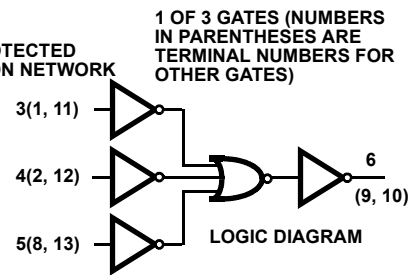 1 OF 3 GATES (NUMBERS
IN PARENTHESES ARE
TERMINAL NUMBERS FOR
OTHER GATES)
OTECTED
ON NETWORK
3(1, 11)
4(2, 12)
5(8, 13)
6
(9, 10)
LOGIC DIAGRAM